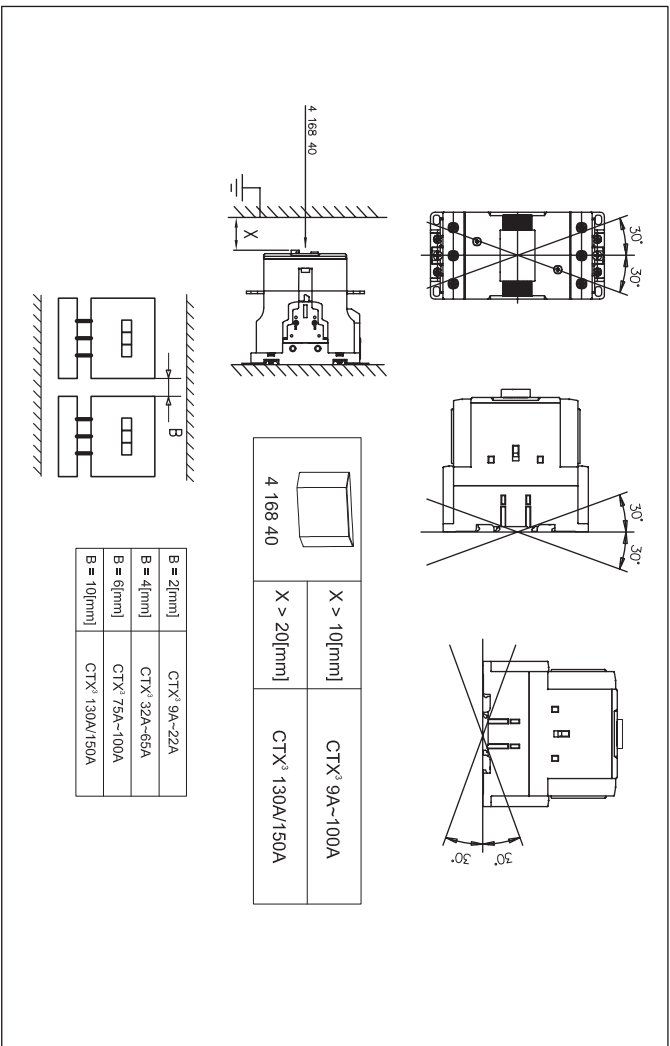 30°
30°
30°
30°
30°
30°
4 168 40
X
4 168 40
X > 10[mm] CTX³ 9A~100A
X > 20[mm] CTX³ 130A/150A
B
B = 2[mm] CTX³ 9A~22A
B = 4[mm] CTX³ 32A~65A
B = 6[mm] CTX³ 75A~100A
B = 10[mm] CTX³ 130A/150A